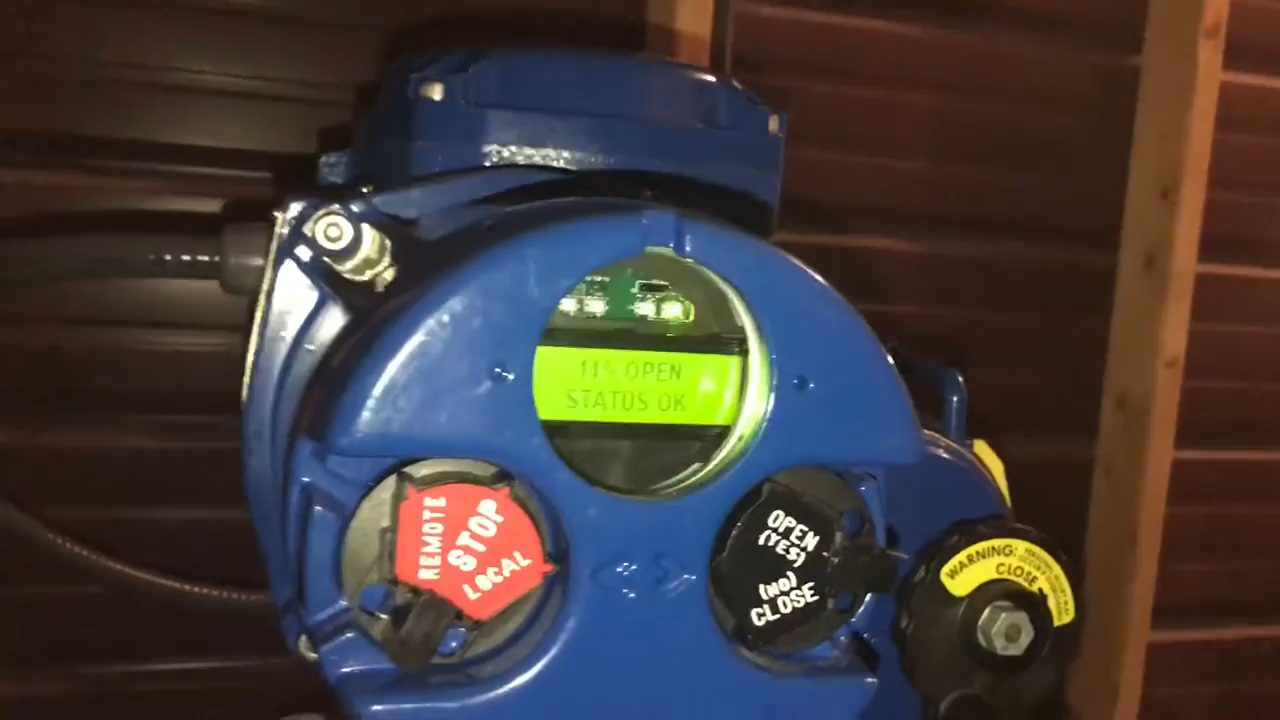 11% OPEN
STATUS OK
REMOTE
STOP
LOCAL
OPEN
(YES)
(NO)
CLOSE
WARNING:
CLOSE